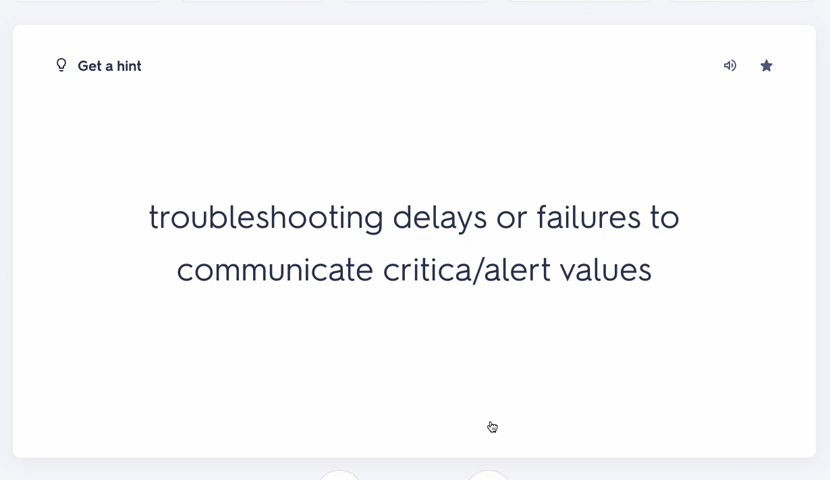 Get a hint
troubleshooting delays or failures to
communicate critica/alert values